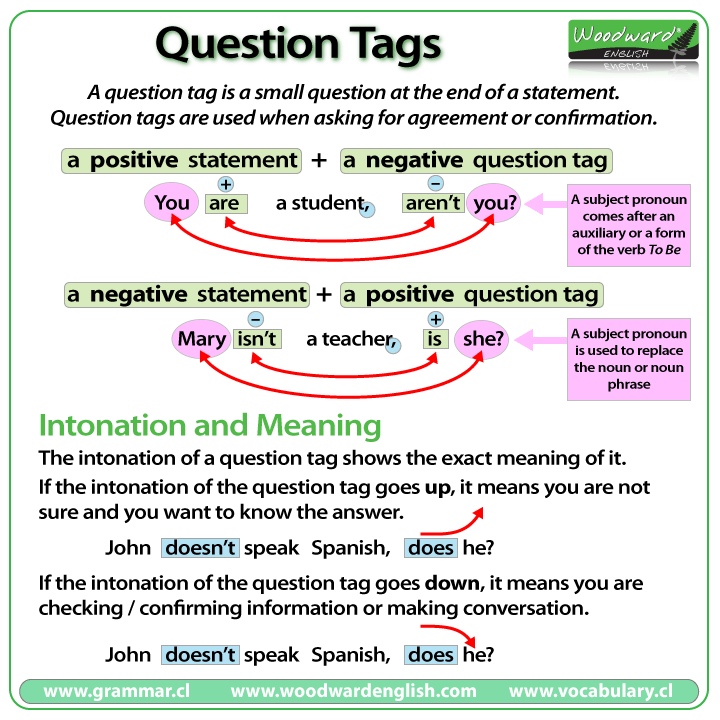 Question Tags
Woodward®
ENGLISH
A question tag is a small question at the end of a statement.
Question tags are used when asking for agreement or confirmation.
a positive statement + a negative question tag
+ −
You are a student, aren't you?
A subject pronoun
comes after an
auxiliary or a form
of the verb To Be
a negative statement + a positive question tag
− +
Mary isn't a teacher, is she?
A subject pronoun
is used to replace
the noun or noun
phrase
Intonation and Meaning
The intonation of a question tag shows the exact meaning of it.
If the intonation of the question tag goes up, it means you are not
sure and you want to know the answer.
John doesn't speak Spanish, does he?
If the intonation of the question tag goes down, it means you are
checking / confirming information or making conversation.
John doesn't speak Spanish, does he?
www.grammar.cl www.woodwardenglish.com www.vocabulary.cl